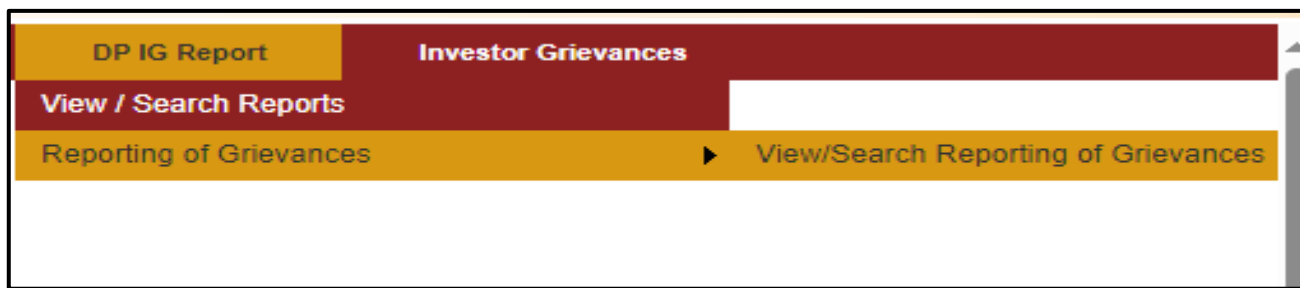 DP IG Report Investor Grievances
View / Search Reports
Reporting of Grievances View/Search Reporting of Grievances